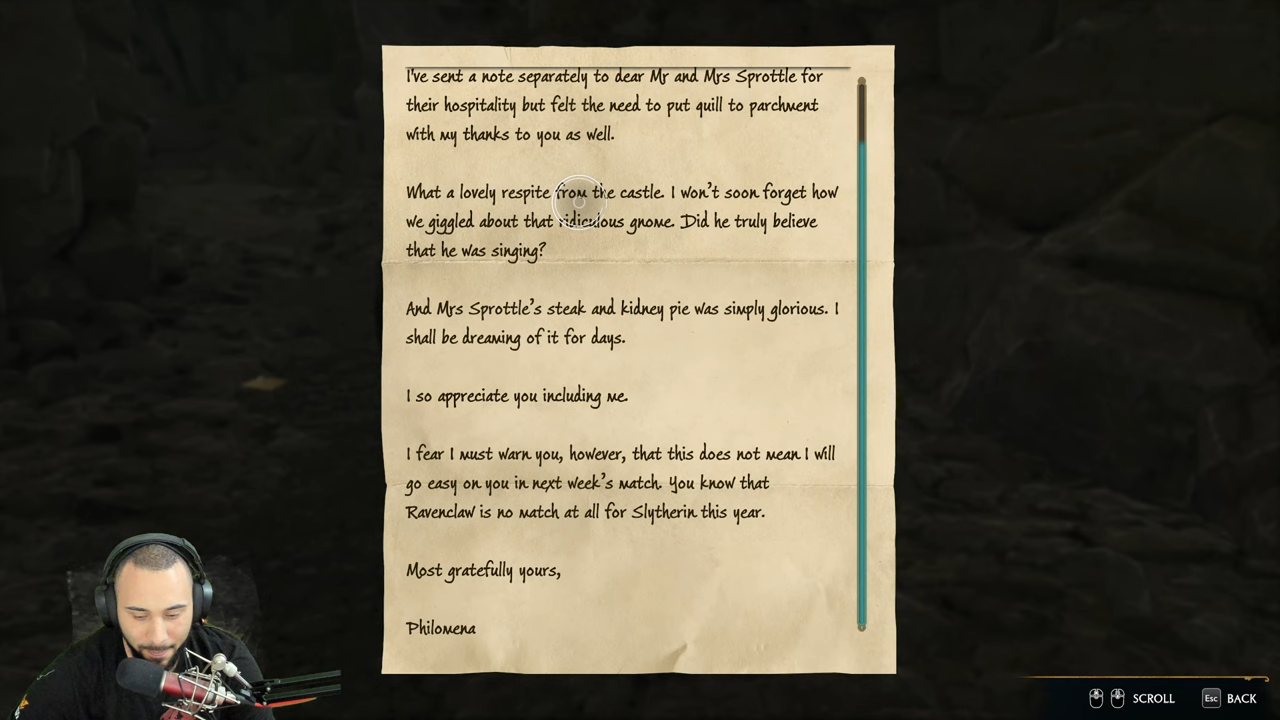 I've sent a note separately to dear Mr and Mrs Sprottle for
their hospitality but felt the need to put quill to parchment
with my thanks to you as well.
What a lovely respite from the castle. I won't soon forget how
we giggled about that ridiculous gnome. Did he truly believe
that he was singing?
And Mrs Sprottle's steak and kidney pie was simply glorious. I
shall be dreaming of it for days.
I so appreciate you including me.
I fear I must warn you, however, that this does not mean I will
go easy on you in next week's match. You know that
Ravenclaw is no match at all for Slytherin this year.
Most gratefully yours,
Philomena
SCROLL
Esc BACK